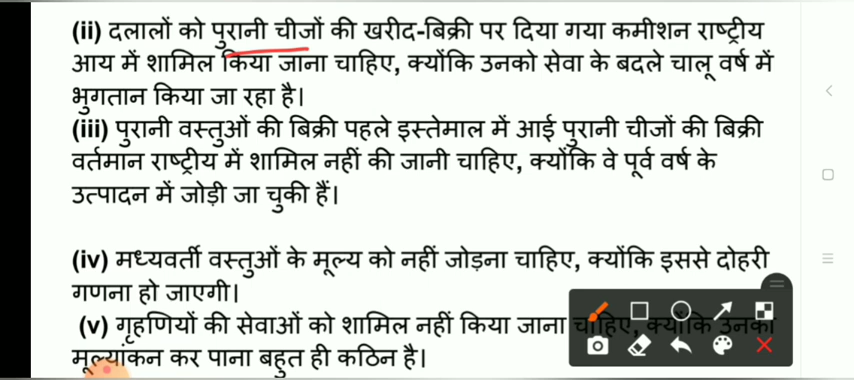 (ii) दलालों को पुरानी चीजों की खरीद-बिक्री पर दिया गया कमीशन राष्ट्रीय
आय में शामिल किया जाना चाहिए, क्योंकि उनको सेवा के बदले चालू वर्ष में
भुगतान किया जा रहा है।
(iii) पुरानी वस्तुओं की बिक्री पहले इस्तेमाल में आई पुरानी चीजों की बिक्री
वर्तमान राष्ट्रीय में शामिल नहीं की जानी चाहिए, क्योंकि वे पूर्व वर्ष के
उत्पादन में जोड़ी जा चुकी हैं।
(iv) मध्यवर्ती वस्तुओं के मूल्य को नहीं जोड़ना चाहिए, क्योंकि इससे दोहरी
गणना हो जाएगी।
(v) गृहणियों की सेवाओं को शामिल नहीं किया जाना चाहिए, क्योंकि उनका
मूल्यांकन कर पाना बहुत ही कठिन है।